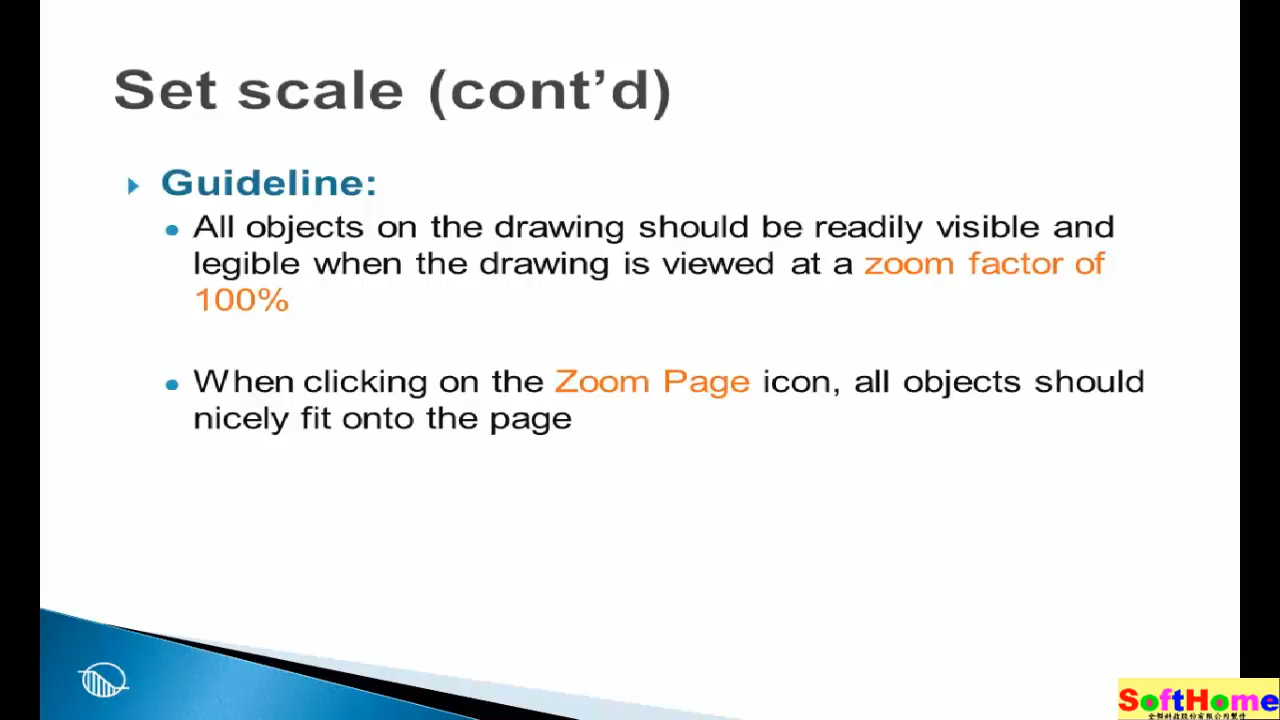 Set scale (cont’d)
Guideline:
All objects on the drawing should be readily visible and
legible when the drawing is viewed at a zoom factor of
100%
When clicking on the Zoom Page icon, all objects should
nicely fit onto the page
SoftHome